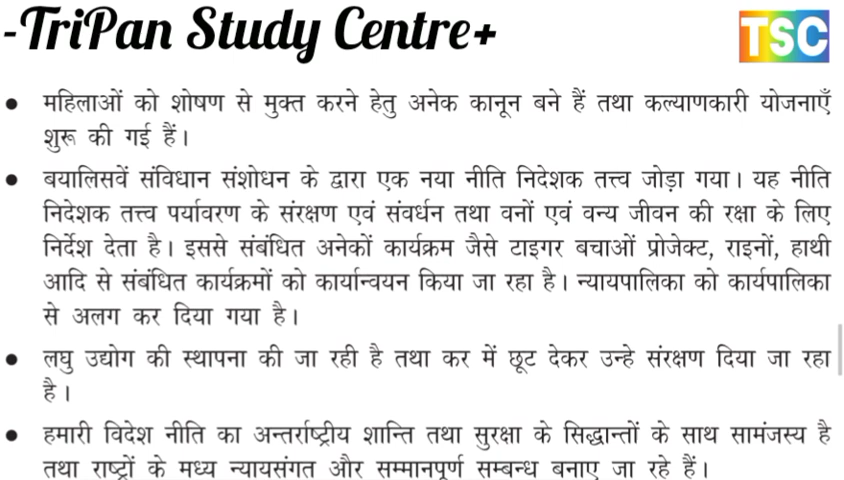 -TriPan Study Centre+
TSC
• महिलाओं को शोषण से मुक्त करने हेतु अनेक कानून बने हैं तथा कल्याणकारी योजनाएँ
शुरू की गई हैं।
• बयालिसवें संविधान संशोधन के द्वारा एक नया नीति निदेशक तत्त्व जोड़ा गया। यह नीति
निदेशक तत्त्व पर्यावरण के संरक्षण एवं संवर्धन तथा वनों एवं वन्य जीवन की रक्षा के लिए
निर्देश देता है। इससे संबंधित अनेकों कार्यक्रम जैसे टाइगर बचाओं प्रोजेक्ट, राइनों, हाथी
आदि से संबंधित कार्यक्रमों को कार्यान्वयन किया जा रहा है। न्यायपालिका को कार्यपालिका
से अलग कर दिया गया है।
• लघु उद्योग की स्थापना की जा रही है तथा कर में छूट देकर उन्हे संरक्षण दिया जा रहा
है।
• हमारी विदेश नीति का अन्तर्राष्ट्रीय शान्ति तथा सुरक्षा के सिद्धान्तों के साथ सामंजस्य है
तथा राष्ट्रों के मध्य न्यायसंगत और सम्मानपूर्ण सम्बन्ध बनाए जा रहे हैं।